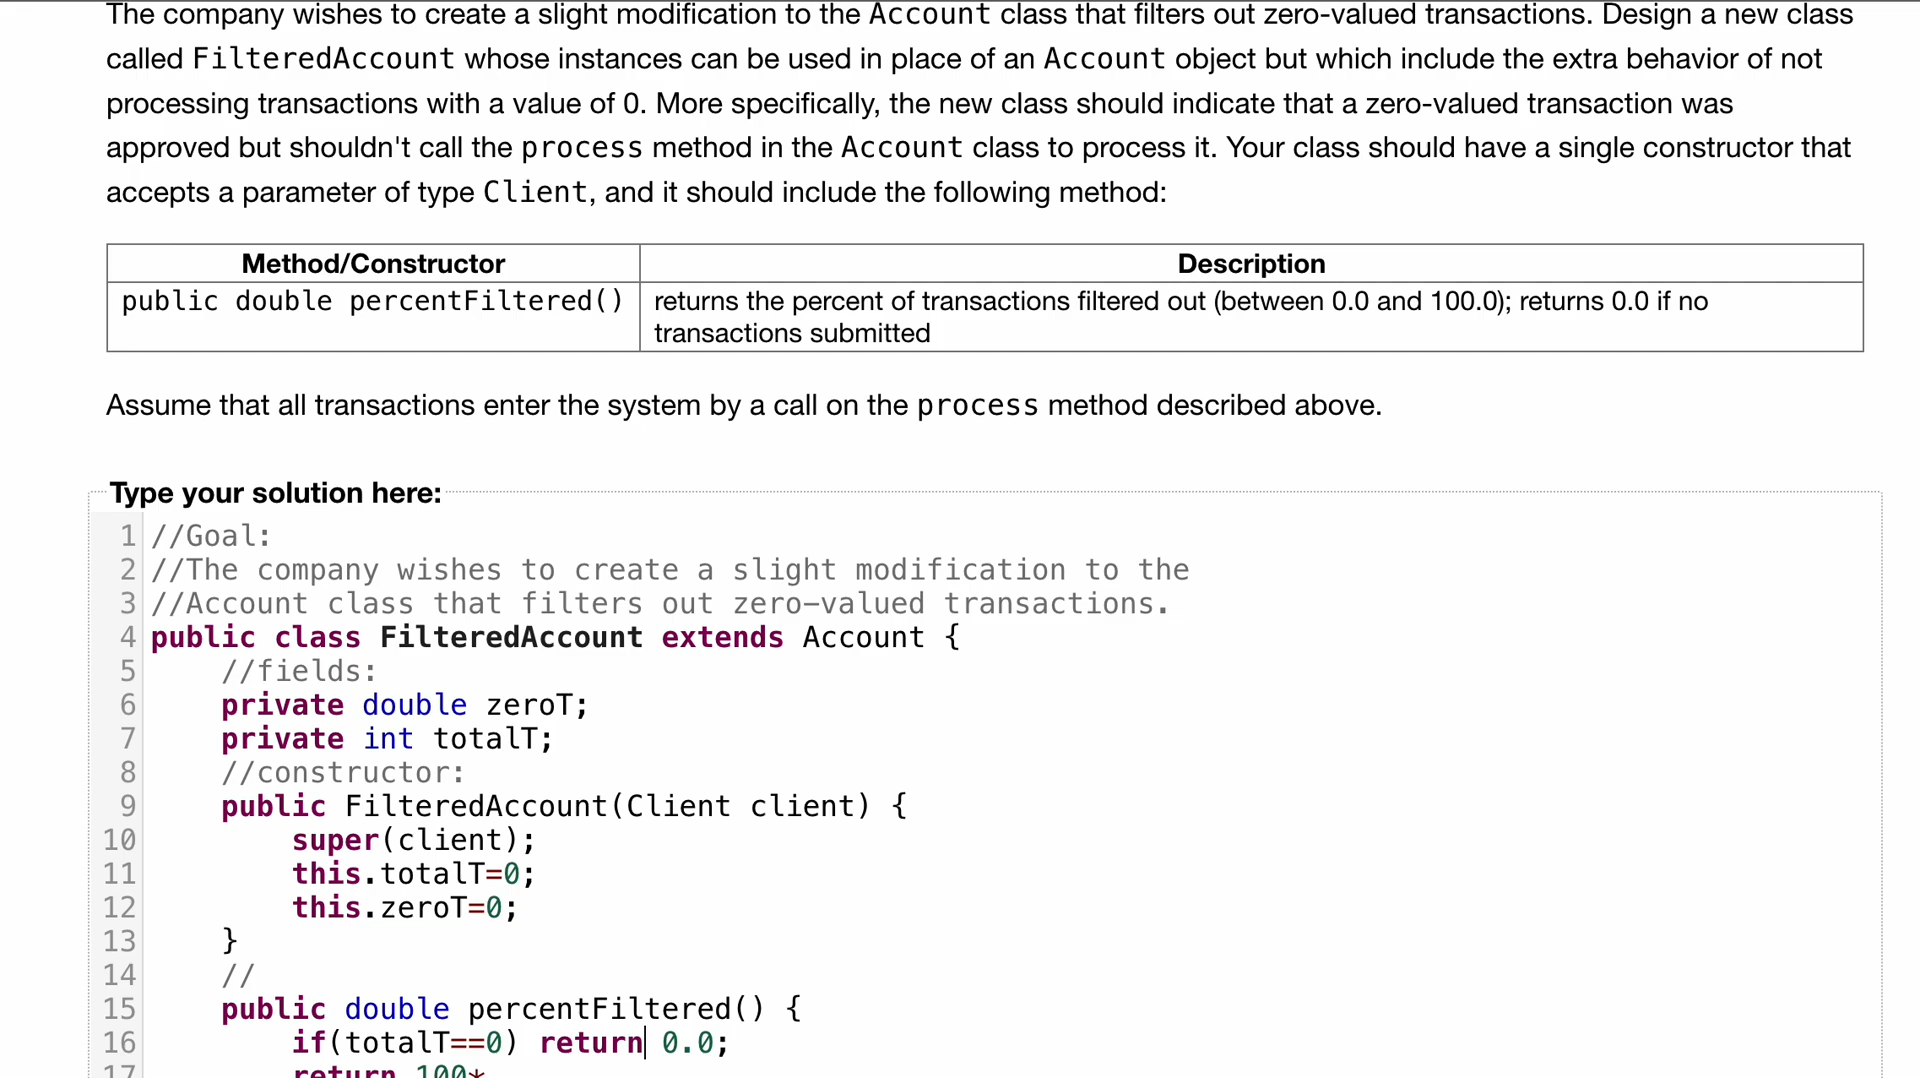 The company wishes to create a slight modification to the Account class that filters out zero-valued transactions. Design a new class
called FilteredAccount whose instances can be used in place of an Account object but which include the extra behavior of not
processing transactions with a value of 0. More specifically, the new class should indicate that a zero-valued transaction was
approved but shouldn't call the process method in the Account class to process it. Your class should have a single constructor that
accepts a parameter of type Client, and it should include the following method:
Method/Constructor Description
public double percentFiltered() returns the percent of transactions filtered out (between 0.0 and 100.0); returns 0.0 if no
transactions submitted
Assume that all transactions enter the system by a call on the process method described above.
Type your solution here:
1 //Goal:
2 //The company wishes to create a slight modification to the
3 //Account class that filters out zero-valued transactions.
4 public class FilteredAccount extends Account {
5 //fields:
6 private double zeroT;
7 private int totalT;
8 //constructor:
9 public FilteredAccount(Client client) {
10 super(client);
11 this.totalT=0;
12 this.zeroT=0;
13 }
14 //
15 public double percentFiltered() {
16 if(totalT==0) return 0.0;
17 return 100*